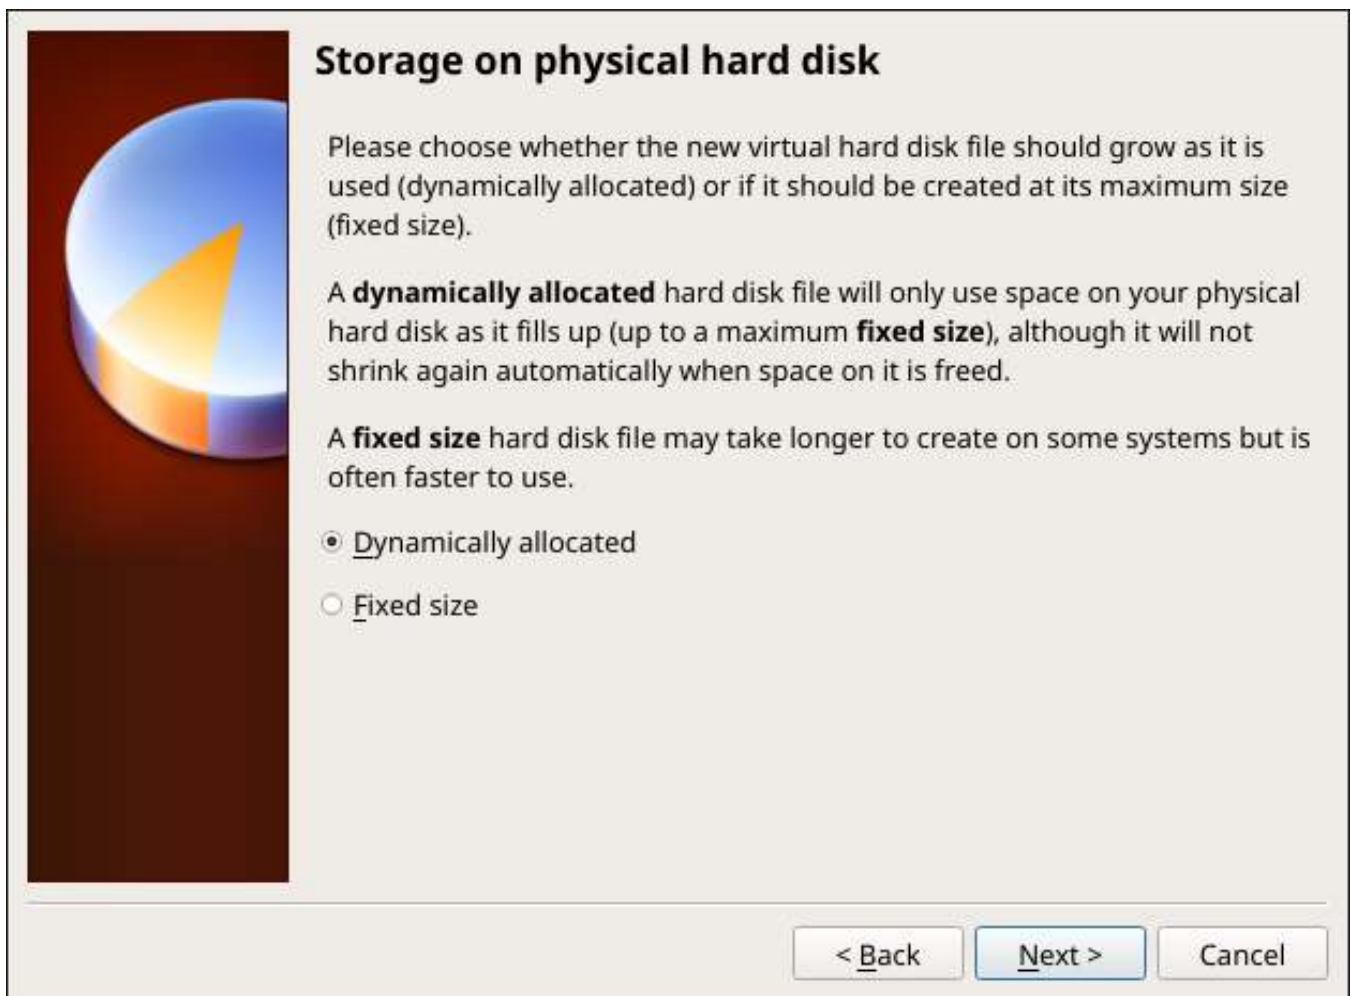 Storage on physical hard disk
Please choose whether the new virtual hard disk file should grow as it is
used (dynamically allocated) or if it should be created at its maximum size
(fixed size).
A dynamically allocated hard disk file will only use space on your physical
hard disk as it fills up (up to a maximum fixed size), although it will not
shrink again automatically when space on it is freed.
A fixed size hard disk file may take longer to create on some systems but is
often faster to use.
Dynamically allocated
Fixed size
< Back Next > Cancel